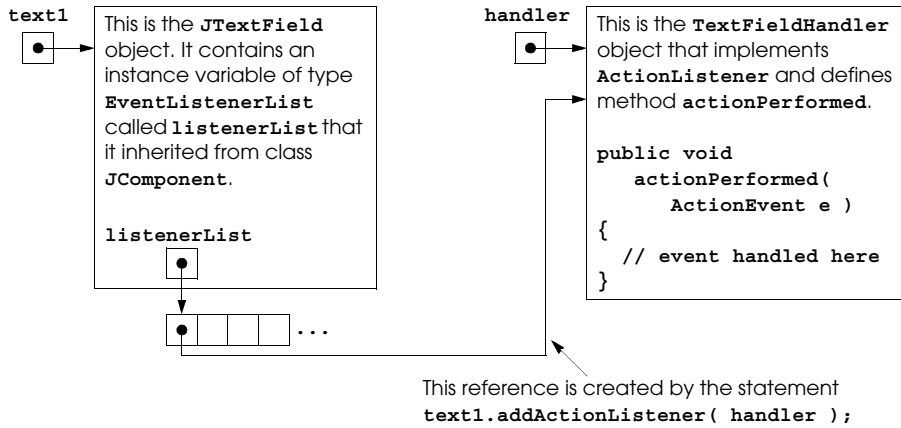 text1
This is the JTextField
object. It contains an
instance variable of type
EventListenerList
called listenerList that
it inherited from class
JComponent.
listenerList
...
handler
This is the TextFieldHandler
object that implements
ActionListener and defines
method actionPerformed.
public void
actionPerformed(
ActionEvent e )
{
// event handled here
}
This reference is created by the statement
text1.addActionListener( handler );